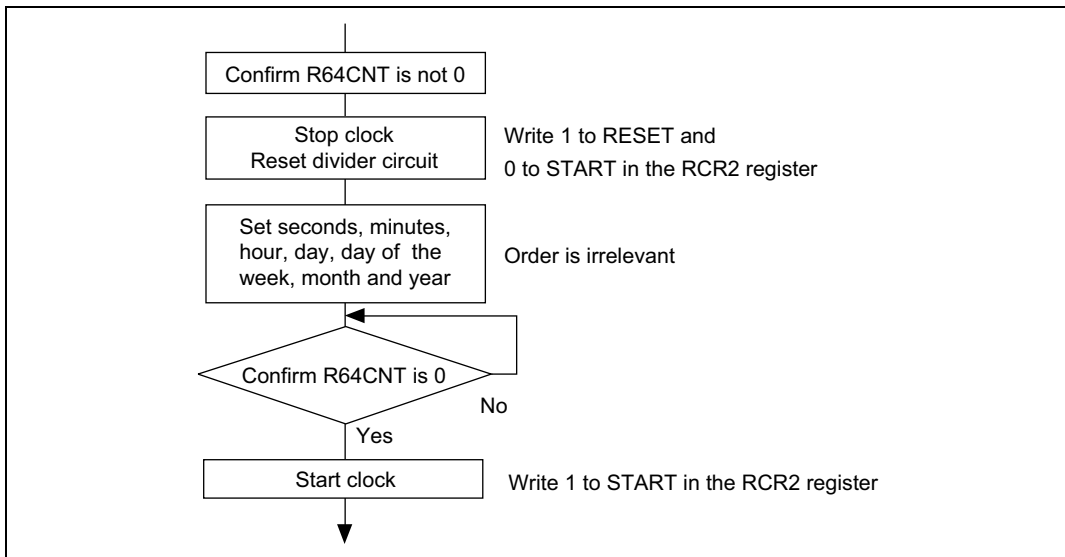 Confirm R64CNT is not 0
Stop clock
Reset divider circuit
Write 1 to RESET and
0 to START in the RCR2 register
Set seconds, minutes,
hour, day, day of the
week, month and year
Order is irrelevant
Confirm R64CNT is 0
No
Yes
Start clock
Write 1 to START in the RCR2 register